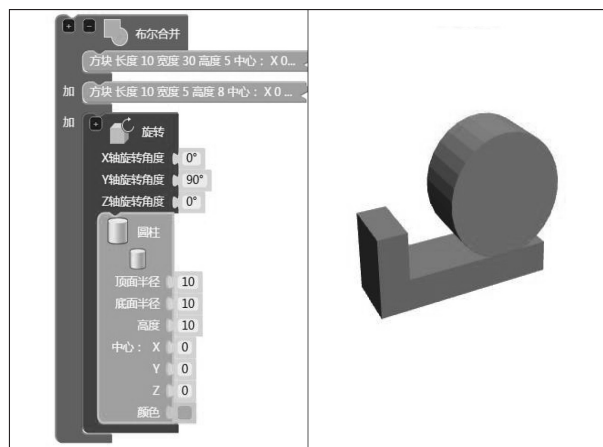 布尔合并
方块 长度 10 宽度 30 高度 5 中心： X 0...
加 方块 长度 10 宽度 5 高度 8 中心： X 0 ...
加 旋转
X轴旋转角度 0°
Y轴旋转角度 90°
Z轴旋转角度 0°
圆柱
顶面半径 10
底面半径 10
高度 10
中心： X 0
Y 0
Z 0
颜色